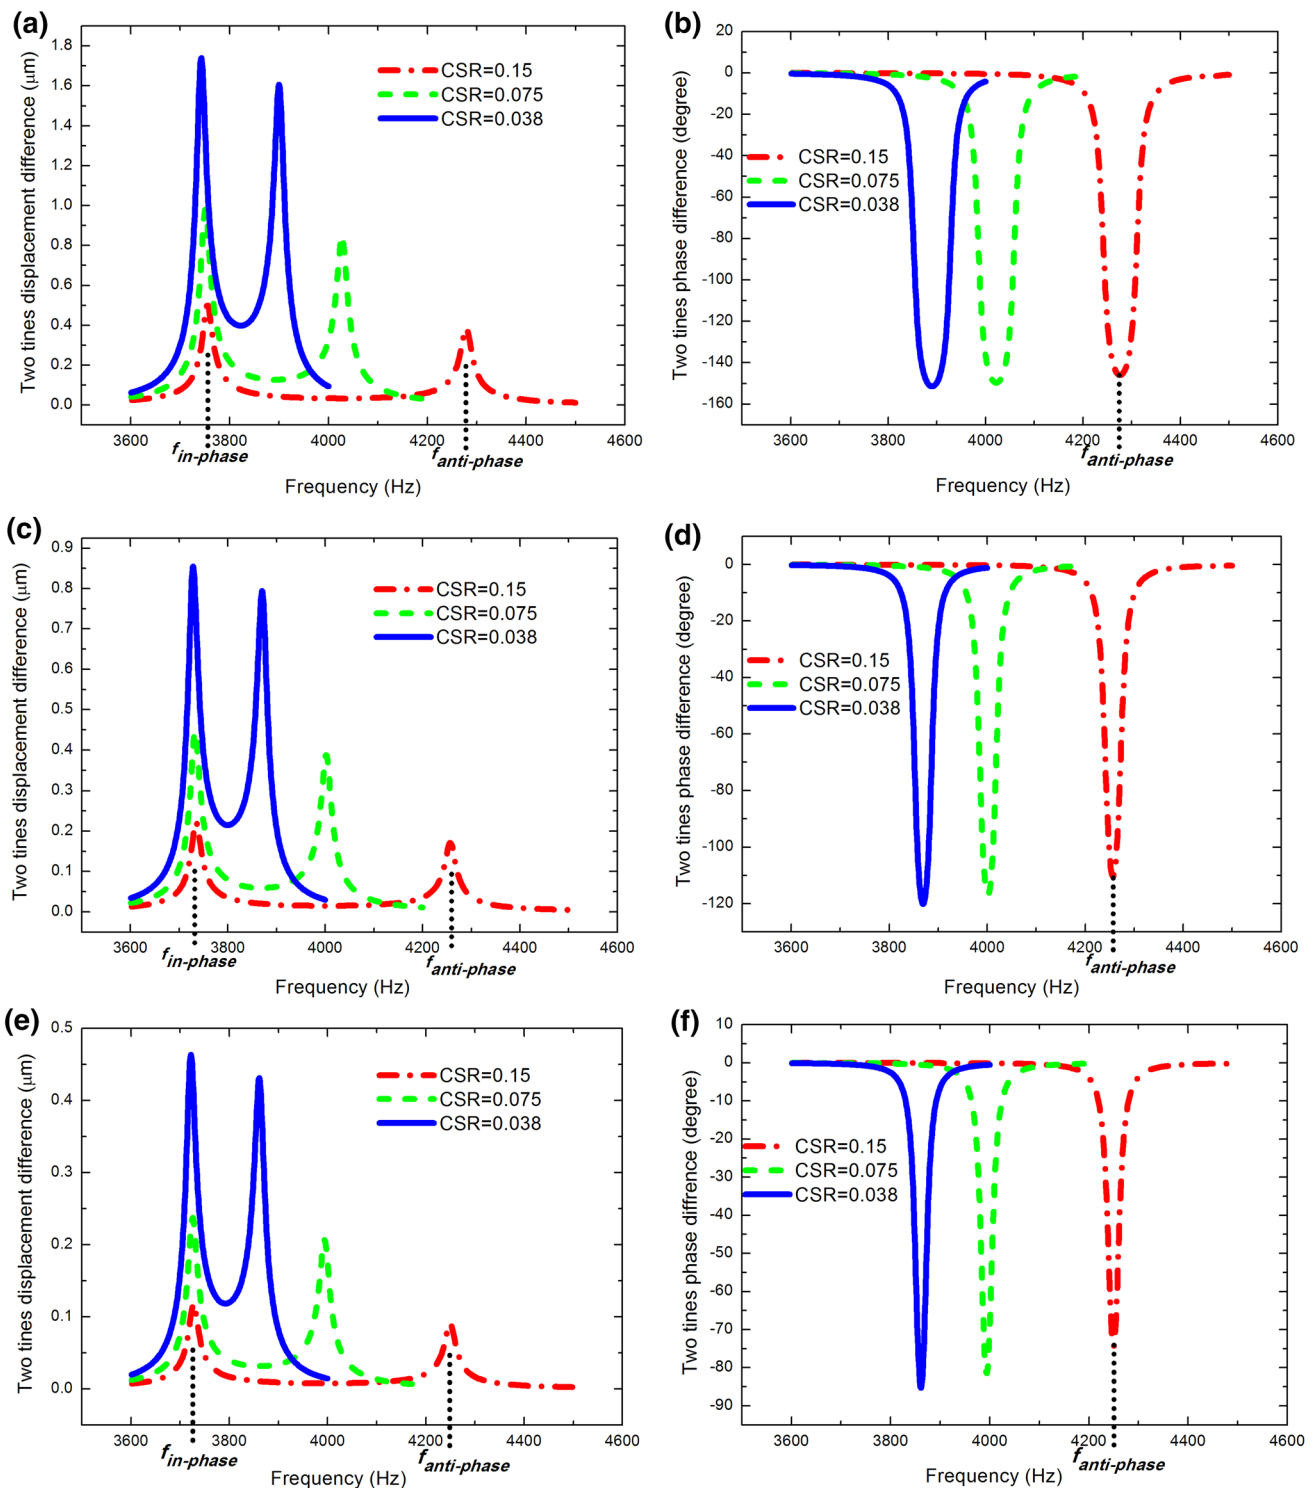 (a)
Two tines displacement difference (μm)
1.8
1.6
1.4
1.2
1.0
0.8
0.6
0.4
0.2
0.0
CSR=0.15
CSR=0.075
CSR=0.038
3600 3800 4000 4200 4400 4600
f in-phase
f anti-phase
Frequency (Hz)
(b)
Two tines phase difference (degree)
20
0
-20
-40
-60
-80
-100
-120
-140
-160
CSR=0.15
CSR=0.075
CSR=0.038
3600 3800 4000 4200 4400 4600
f anti-phase
Frequency (Hz)
(c)
Two tines displacement difference (μm)
0.9
0.8
0.7
0.6
0.5
0.4
0.3
0.2
0.1
0.0
CSR=0.15
CSR=0.075
CSR=0.038
3600 3800 4000 4200 4400 4600
f in-phase
f anti-phase
Frequency (Hz)
(d)
Two tines phase difference (degree)
0
-20
-40
-60
-80
-100
-120
CSR=0.15
CSR=0.075
CSR=0.038
3600 3800 4000 4200 4400 4600
f anti-phase
Frequency (Hz)
(e)
Two tines displacement difference (μm)
0.5
0.4
0.3
0.2
0.1
0.0
CSR=0.15
CSR=0.075
CSR=0.038
3600 3800 4000 4200 4400 4600
f in-phase
f anti-phase
Frequency (Hz)
(f)
Two tines phase diffrence (degree)
10
0
-10
-20
-30
-40
-50
-60
-70
-80
-90
CSR=0.15
CSR=0.075
CSR=0.038
3600 3800 4000 4200 4400 4600
f anti-phase
Frequency (Hz)